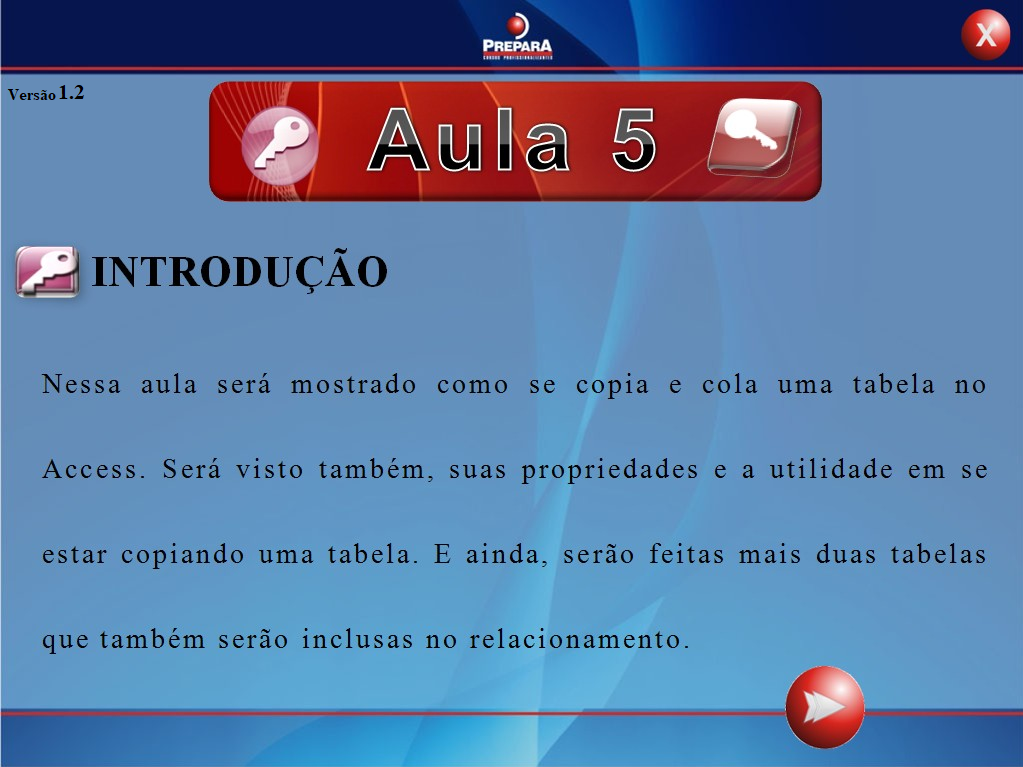 PREPARA
CURSOS PROFISSIONALIZANTES
X
Versão 1.2
Aula 5
INTRODUÇÃO
Nessa aula será mostrado como se copia e cola uma tabela no
Access. Será visto também, suas propriedades e a utilidade em se
estar copiando uma tabela. E ainda, serão feitas mais duas tabelas
que também serão inclusas no relacionamento.